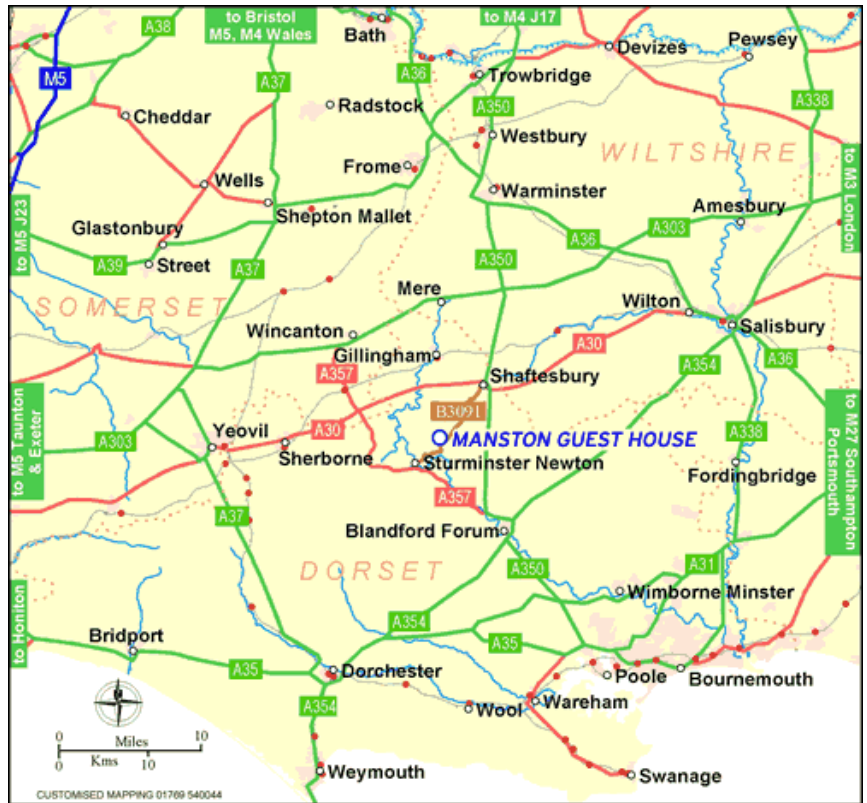 to Bristol
M5, M4 Wales
to M4 J17
A38
Bath
Devizes
Pewsey
M5
A37
A36
Trowbridge
Cheddar
Radstock
A350
A338
Westbury
WILTSHIRE
to M3 London
Frome
Wells
Warminster
Shepton Mallet
Amesbury
to M5 J23
Glastonbury
A36
A303
A39
Street
A37
A350
SOMERSET
Mere
Wilton
Wincanton
Salisbury
Gillingham
A30
A354
A36
A357
Shaftesbury
to M5 Taunton
& Exeter
B3091
to M27 Southampton
Portsmouth
A303
Yeovil
A30
MANSTON GUEST HOUSE
A338
Sherborne
Sturminster Newton
Fordingbridge
A357
A37
Blandford Forum
DORSET
A350
A31
Wimborne Minster
to Honiton
A354
Bridport
A35
A35
Dorchester
Poole
Bournemouth
A354
Wool
Wareham
10
Miles
10
0
Kms
0
10
Weymouth
Swanage
CUSTOMISED MAPPING 01769 540044